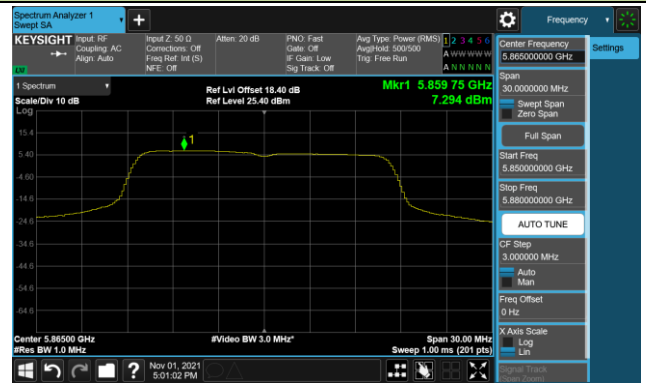 Spectrum Analyzer 1
Swept SA
Frequency
KEYSIGHT
Input: RF
Coupling: AC
Align: Auto
Input Z: 50 Ω
Corrections: Off
Freq Ref: Int (S)
NFE: Off
Atten: 20 dB
PNO: Fast
Gate: Off
IF Gain: Low
Sig Track: Off
Avg Type: Power (RMS)
Avg|Hold: 500/500
Trig: Free Run
1 2 3 4 5 6
A W W W W W
A N N N N N
LW
1 Spectrum
Scale/Div 10 dB
Log
Ref Lvl Offset 18.40 dB
Ref Level 25.40 dBm
Mkr1 5.859 75 GHz
7.294 dBm
15.4
5.40
-4.60
-14.6
-24.6
-34.6
-44.6
-54.6
-64.6
1
Center 5.86500 GHz
#Res BW 1.0 MHz
#Video BW 3.0 MHz*
Span 30.00 MHz
Sweep 1.00 ms (201 pts)
Nov 01, 2021
5:01:02 PM
Center Frequency
5.865000000 GHz
Settings
Span
30.0000000 MHz
Swept Span
Zero Span
Full Span
Start Freq
5.850000000 GHz
Stop Freq
5.880000000 GHz
AUTO TUNE
CF Step
3.000000 MHz
Auto
Man
Freq Offset
0 Hz
X Axis Scale
Log
Lin
Signal Track
(Span Zoom)